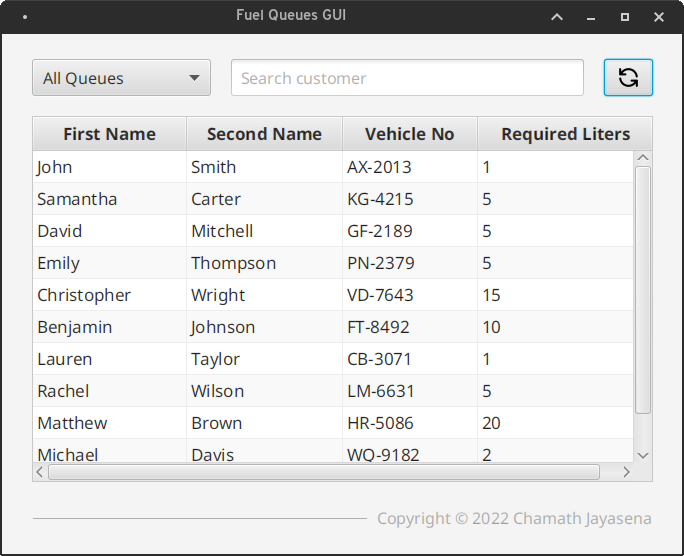 Fuel Queues GUI
All Queues Search customer
First Name Second Name Vehicle No Required Liters
John Smith AX-2013 1
Samantha Carter KG-4215 5
David Mitchell GF-2189 5
Emily Thompson PN-2379 5
Christopher Wright VD-7643 15
Benjamin Johnson FT-8492 10
Lauren Taylor CB-3071 1
Rachel Wilson LM-6631 5
Matthew Brown HR-5086 20
Michael Davis WQ-9182 2
Copyright © 2022 Chamath Jayasena